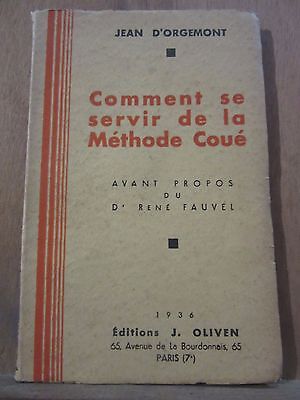 JEAN D'ORGEMONT
Comment se
servir de la
Méthode Coué
AVANT PROPOS
DU
Dr RENÉ FAUVEL
1936
Éditions J. OLIVEN
65, Avenue de La Bourdonnais, 65
PARIS (7e)